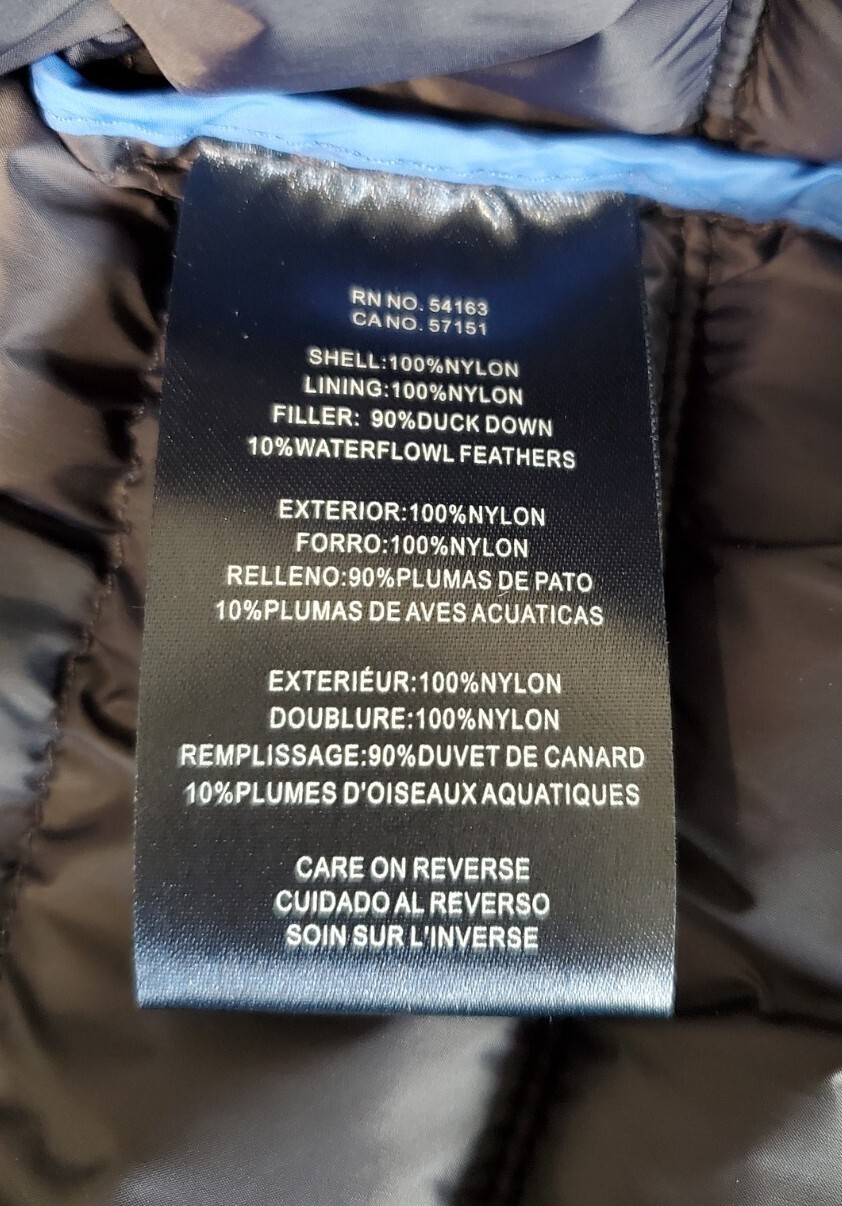 RN NO. 54163
CA NO. 57151
SHELL:100%NYLON
LINING:100%NYLON
FILLER: 90%DUCK DOWN
10%WATERFLOWL FEATHERS
EXTERIOR:100%NYLON
FORRO:100%NYLON
RELLENO:90%PLUMAS DE PATO
10%PLUMAS DE AVES ACUATICAS
EXTERIÉUR:100%NYLON
DOUBLURE:100%NYLON
REMPLISSAGE:90%DUVET DE CANARD
10%PLUMES D'OISEAUX AQUATIQUES
CARE ON REVERSE
CUIDADO AL REVERSO
SOIN SUR L'INVERSE